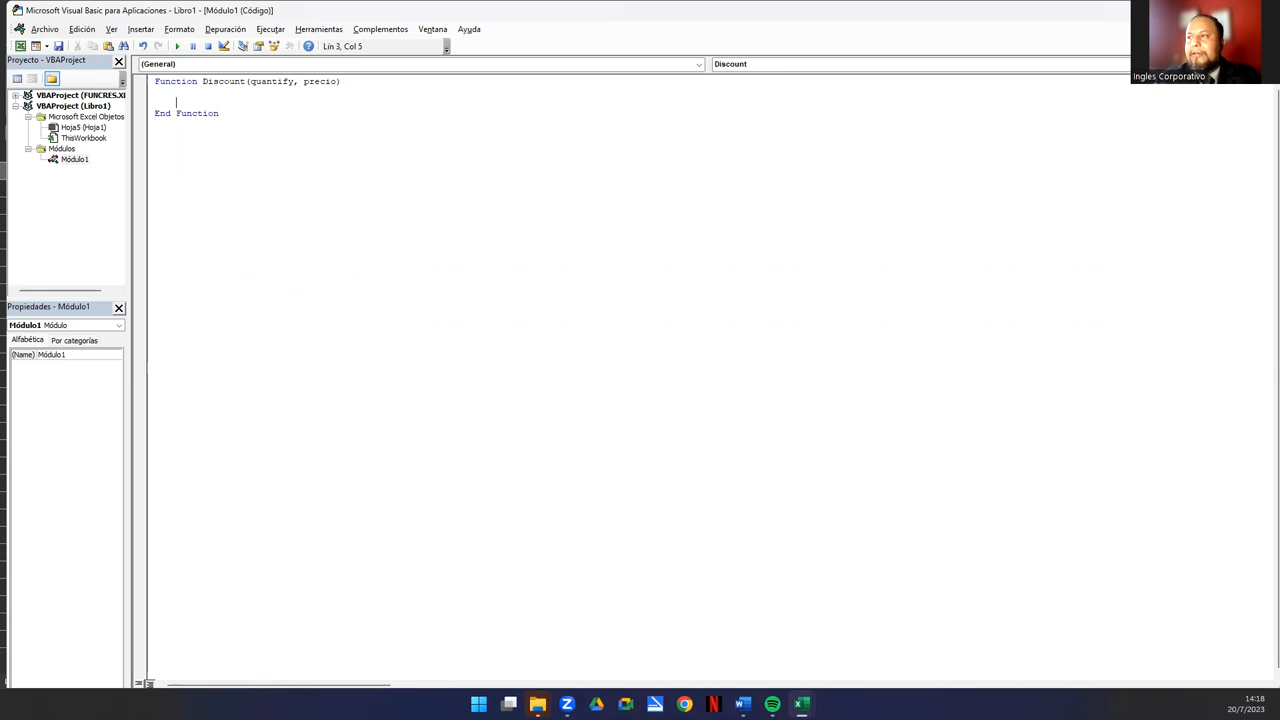 Microsoft Visual Basic para Aplicaciones - Libro1 - [Módulo1 (Código)]
Archivo Edición Ver Insertar Formato Depuración Ejecutar Herramientas Complementos Ventana Ayuda
Lín 3, Col 5
Proyecto - VBAProject
(General)
Discount
Ingles Corporativo
Function Discount(quantify, precio)
End Function
VBAProject (FUNCRES.XL
VBAProject (Libro1)
Microsoft Excel Objetos
Hoja5 (Hoja1)
ThisWorkbook
Módulos
Módulo1
Propiedades - Módulo1
Módulo1 Módulo
Alfabética Por categorías
(Name) Módulo1
14:18
20/7/2023